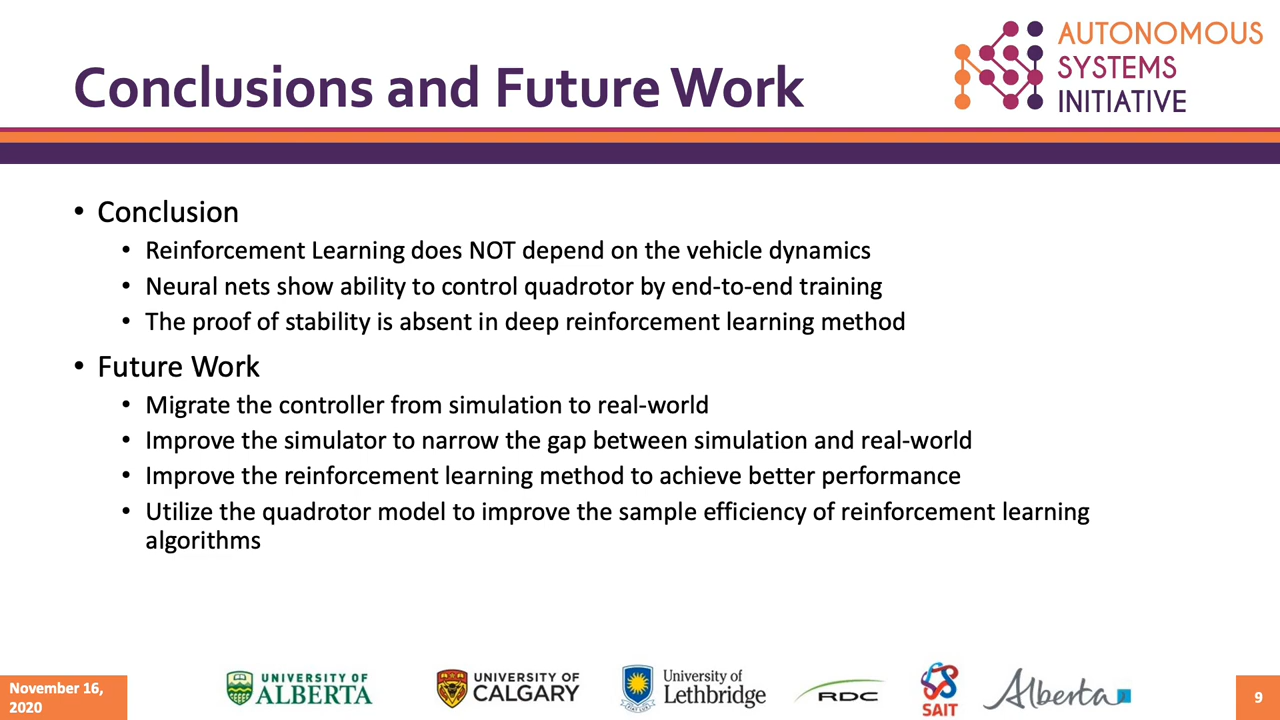 Conclusions and Future Work
AUTONOMOUS
SYSTEMS
INITIATIVE
• Conclusion
• Reinforcement Learning does NOT depend on the vehicle dynamics
• Neural nets show ability to control quadrotor by end-to-end training
• The proof of stability is absent in deep reinforcement learning method
• Future Work
• Migrate the controller from simulation to real-world
• Improve the simulator to narrow the gap between simulation and real-world
• Improve the reinforcement learning method to achieve better performance
• Utilize the quadrotor model to improve the sample efficiency of reinforcement learning
algorithms
November 16,
2020
UNIVERSITY OF
ALBERTA
UNIVERSITY OF
CALGARY
University of
Lethbridge
RDC
SAIT
Alberta
9